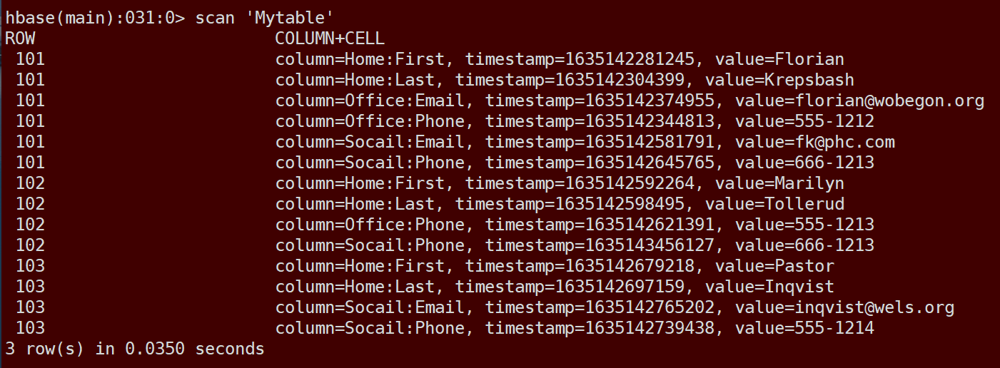 hbase(main):031:0> scan 'Mytable'
ROW COLUMN+CELL
101 column=Home:First, timestamp=1635142281245, value=Florian
101 column=Home:Last, timestamp=1635142304399, value=Krepsbash
101 column=Office:Email, timestamp=1635142374955, value=florian@wobegon.org
101 column=Office:Phone, timestamp=1635142344813, value=555-1212
101 column=Socail:Email, timestamp=1635142581791, value=fk@phc.com
101 column=Socail:Phone, timestamp=1635142645765, value=666-1213
102 column=Home:First, timestamp=1635142592264, value=Marilyn
102 column=Home:Last, timestamp=1635142598495, value=Tollerud
102 column=Office:Phone, timestamp=1635142621391, value=555-1213
102 column=Socail:Phone, timestamp=1635143456127, value=666-1213
103 column=Home:First, timestamp=1635142679218, value=Pastor
103 column=Home:Last, timestamp=1635142697159, value=Inqvist
103 column=Socail:Email, timestamp=1635142765202, value=inqvist@wels.org
103 column=Socail:Phone, timestamp=1635142739438, value=555-1214
3 row(s) in 0.0350 seconds